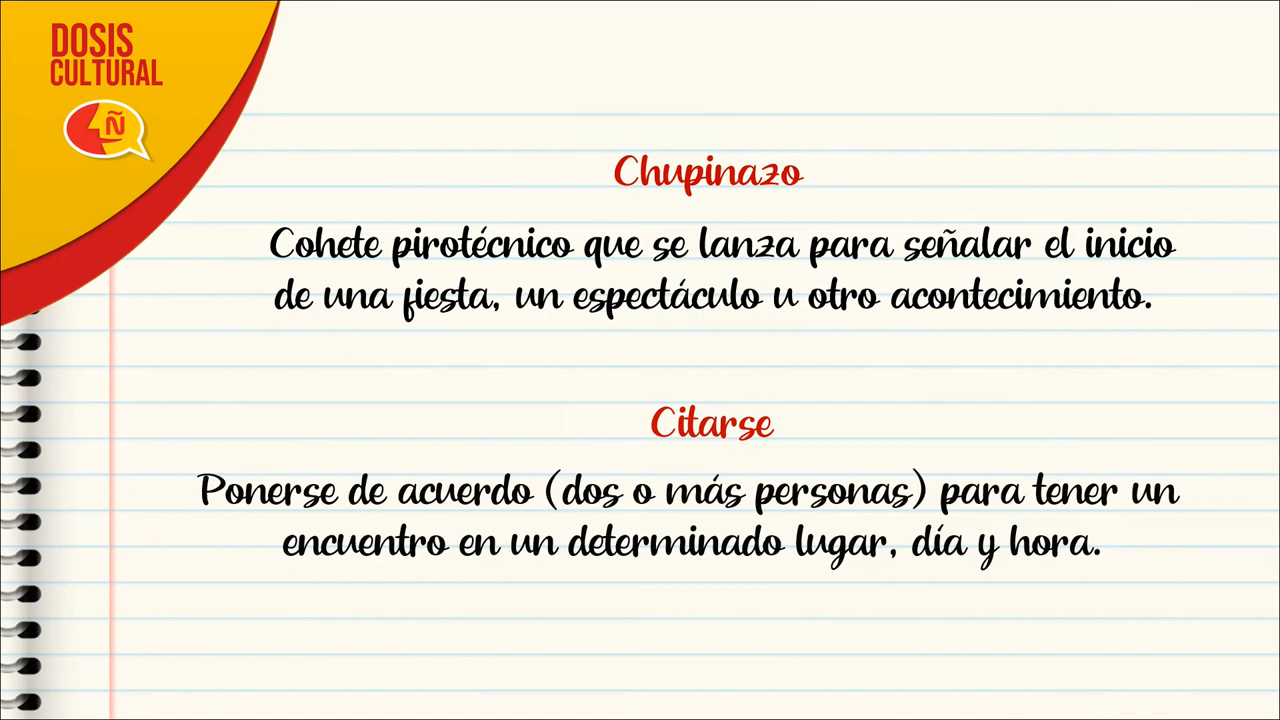 DOSIS
CULTURAL
Ñ
Chupinazo
Cohete pirotécnico que se lanza para señalar el inicio
de una fiesta, un espectáculo u otro acontecimiento.
Citarse
Ponerse de acuerdo (dos o más personas) para tener un
encuentro en un determinado lugar, día y hora.